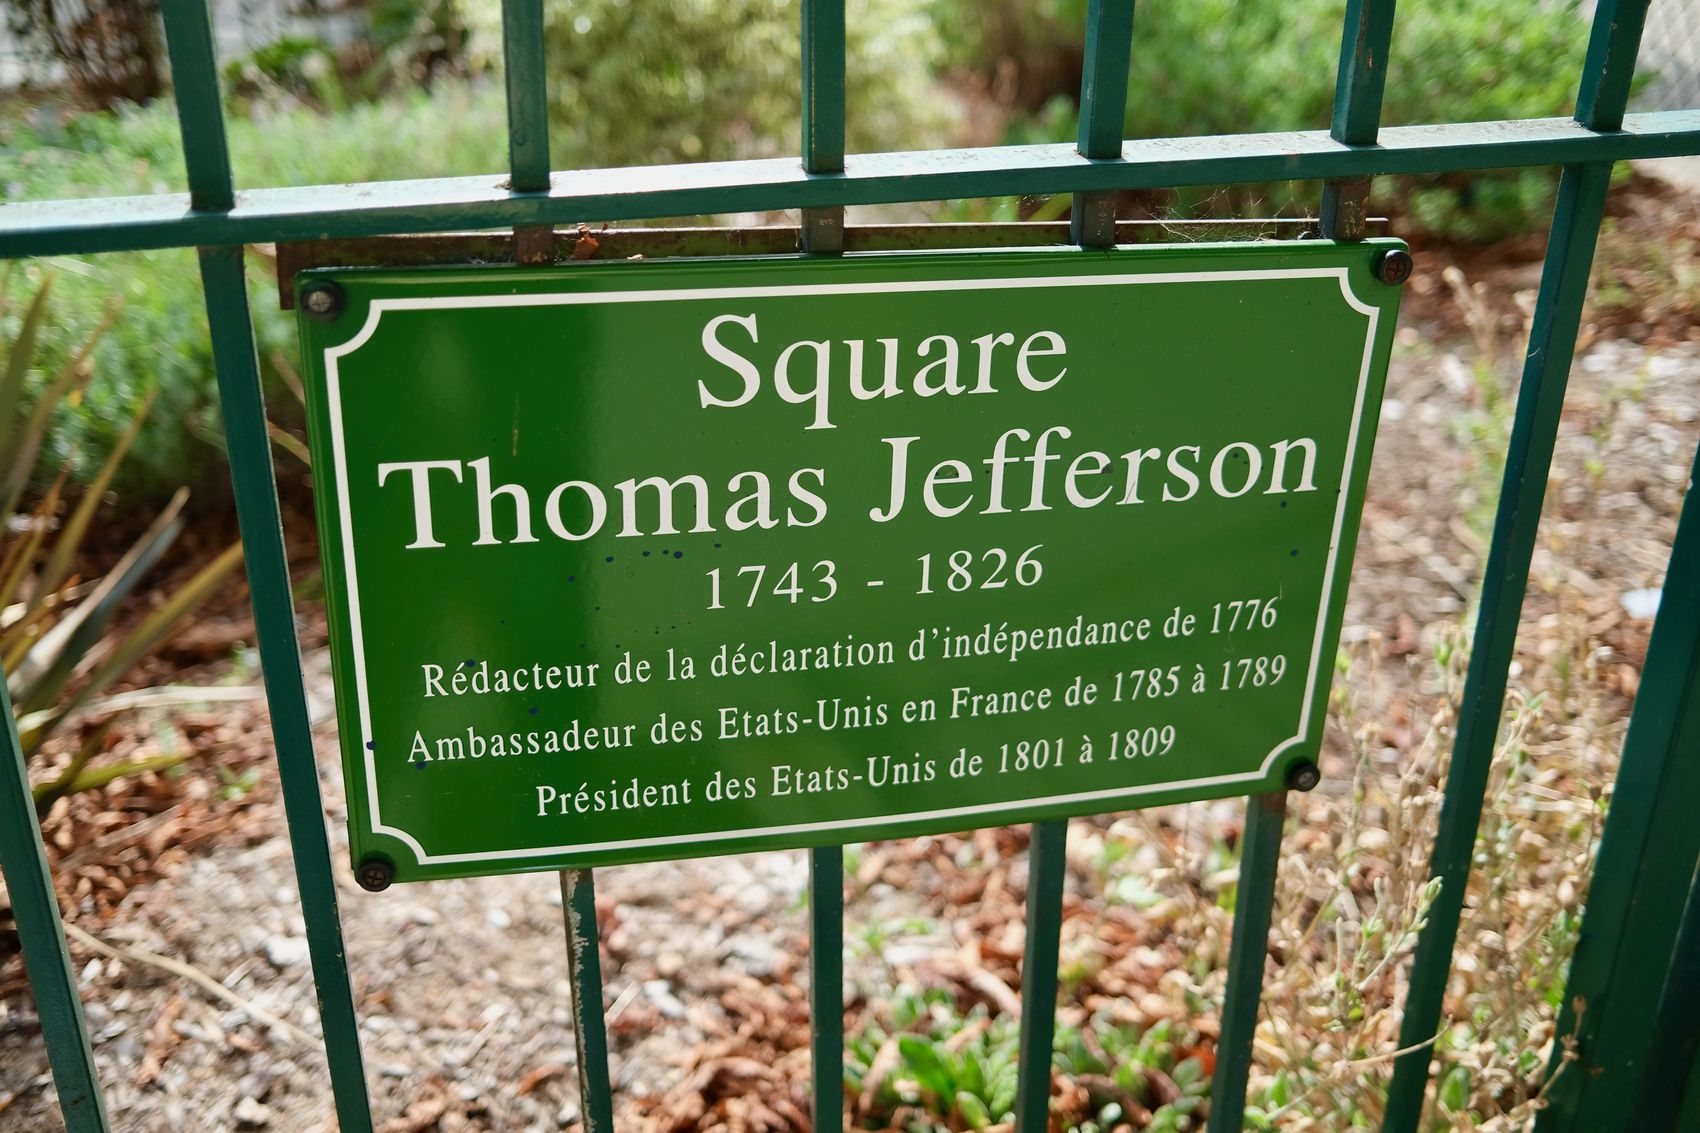 Square
Thomas Jefferson
1743 - 1826
Rédacteur de la déclaration d'indépendance de 1776
Ambassadeur des Etats-Unis en France de 1785 à 1789
Président des Etats-Unis de 1801 à 1809